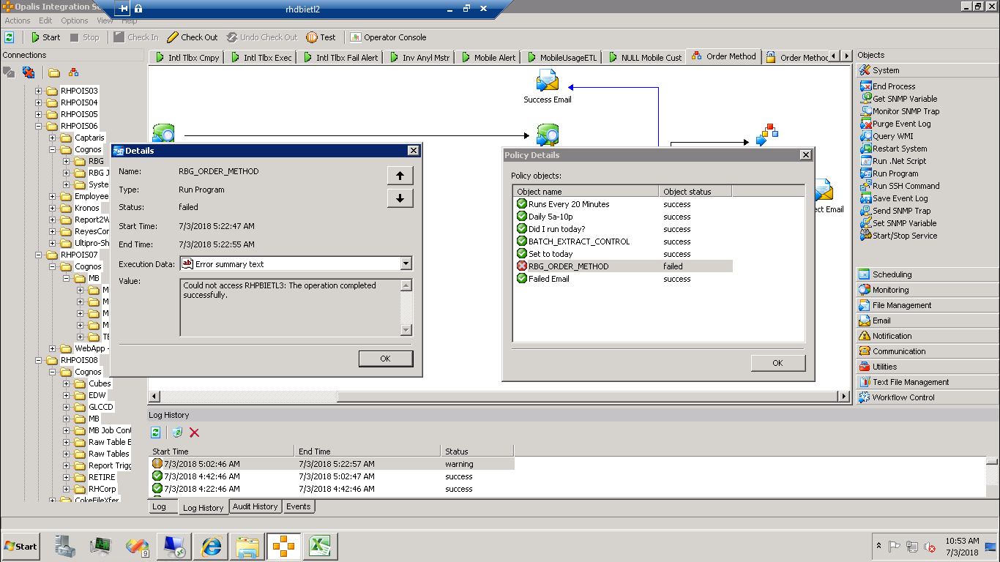 Opalis Integration Se
rhdbietl2
Actions Edit Options View Help
Start Stop Check In Check Out Undo Check Out Test Operator Console
Connections
Intl Tlbx Cmpy Intl Tlbx Exec Intl Tlbx Fail Alert Inv Anyl Mstr Mobile Alert MobileUsageETL NULL Mobile Cust Order Method Order Method
Objects
System
End Process
Get SNMP Variable
Monitor SNMP Trap
Purge Event Log
Query WMI
Restart System
Run .Net Script
Run Program
Run SSH Command
Save Event Log
Send SNMP Trap
Set SNMP Variable
Start/Stop Service
Scheduling
Monitoring
File Management
Email
Notification
Communication
Utilities
Text File Management
Workflow Control
RHPOIS03
RHPOIS04
RHPOIS05
RHPOIS06
Captaris
Cognos
RBG
RBG J
Syste
Employee
Kronos
Report2W
ReyesCor
Ultipro-Sh
RHPOIS07
Cognos
MB
M
M
M
M
TE
WebApp -
RHPOIS08
Cognos
Cubes
EDW
GLCCD
MB
MB Job Cont
Raw Table E
Raw Tables
Report Trigg
RETIRE
RHCorp
CokeFileXfer
Success Email
ect Email
Details
Name: RBG_ORDER_METHOD
Type: Run Program
Status: failed
Start Time: 7/3/2018 5:22:47 AM
End Time: 7/3/2018 5:22:55 AM
Execution Data: ab Error summary text
Value: Could not access RHPBIETL3: The operation completed
successfully.
OK
Policy Details
Policy objects:
Object name Object status
Runs Every 20 Minutes success
Daily 5a-10p success
Did I run today? success
BATCH_EXTRACT_CONTROL success
Set to today success
RBG_ORDER_METHOD failed
Failed Email success
OK
Log History
Start Time End Time Status
7/3/2018 5:02:46 AM 7/3/2018 5:22:57 AM warning
7/3/2018 4:42:46 AM 7/3/2018 5:02:47 AM success
7/3/2018 4:22:46 AM 7/3/2018 4:42:46 AM success
Log Log History Audit History Events
Start
9
10:53 AM
7/3/2018